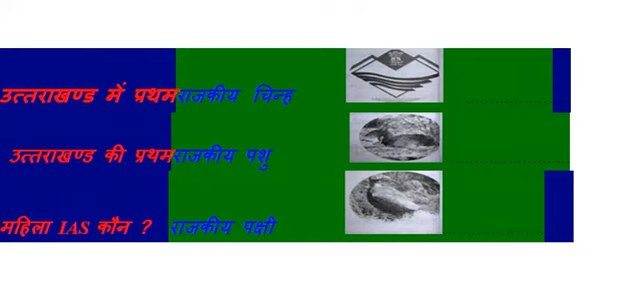 उत्तराखण्ड में प्रथम राजकीय चिन्ह
उत्तराखण्ड की प्रथम राजकीय पशु
महिला IAS कौन ? राजकीय पक्षी